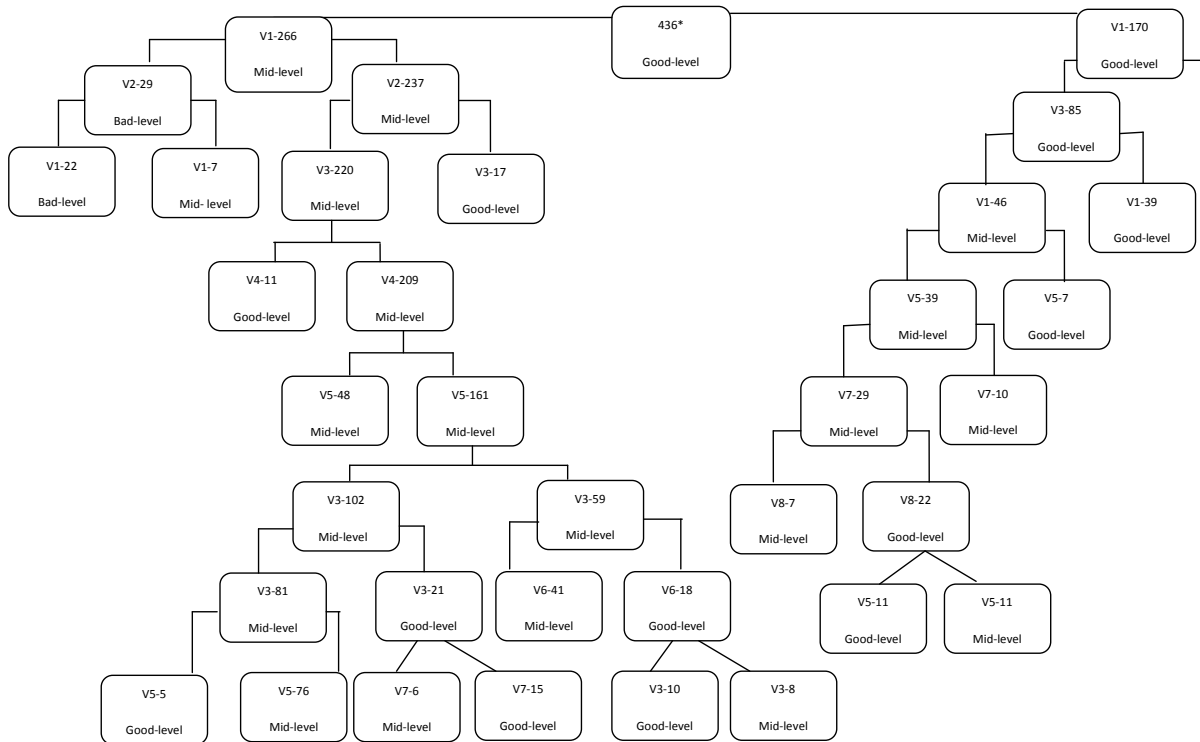 436*
Good-level
V1-266
Mid-level
V1-170
Good-level
V2-29
Bad-level
V2-237
Mid-level
V3-85
Good-level
V1-22
Bad-level
V1-7
Mid- level
V3-220
Mid-level
V3-17
Good-level
V1-46
Mid-level
V1-39
Good-level
V4-11
Good-level
V4-209
Mid-level
V5-39
Mid-level
V5-7
Good-level
V5-48
Mid-level
V5-161
Mid-level
V7-29
Mid-level
V7-10
Mid-level
V3-102
Mid-level
V3-59
Mid-level
V8-7
Mid-level
V8-22
Good-level
V3-81
Mid-level
V3-21
Good-level
V6-41
Mid-level
V6-18
Good-level
V5-11
Good-level
V5-11
Mid-level
V5-5
Good-level
V5-76
Mid-level
V7-6
Mid-level
V7-15
Good-level
V3-10
Good-level
V3-8
Mid-level